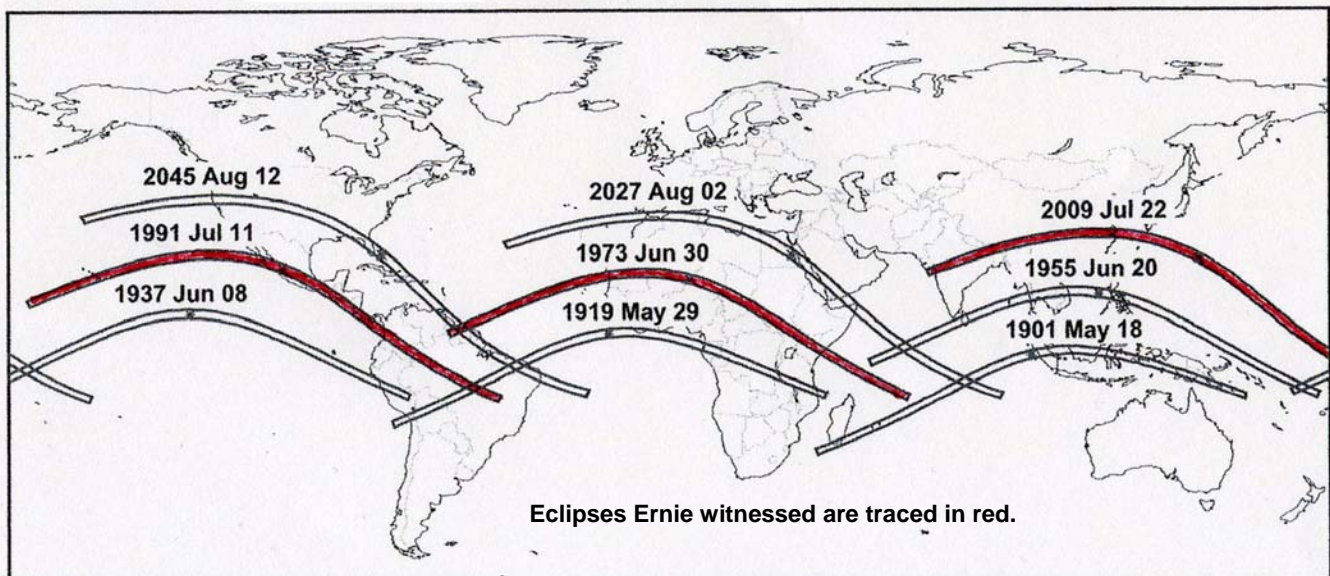 2045 Aug 12
2027 Aug 02
2009 Jul 22
1991 Jul 11
1973 Jun 30
1955 Jun 20
1937 Jun 08
1919 May 29
1901 May 18
Eclipses Ernie witnessed are traced in red.